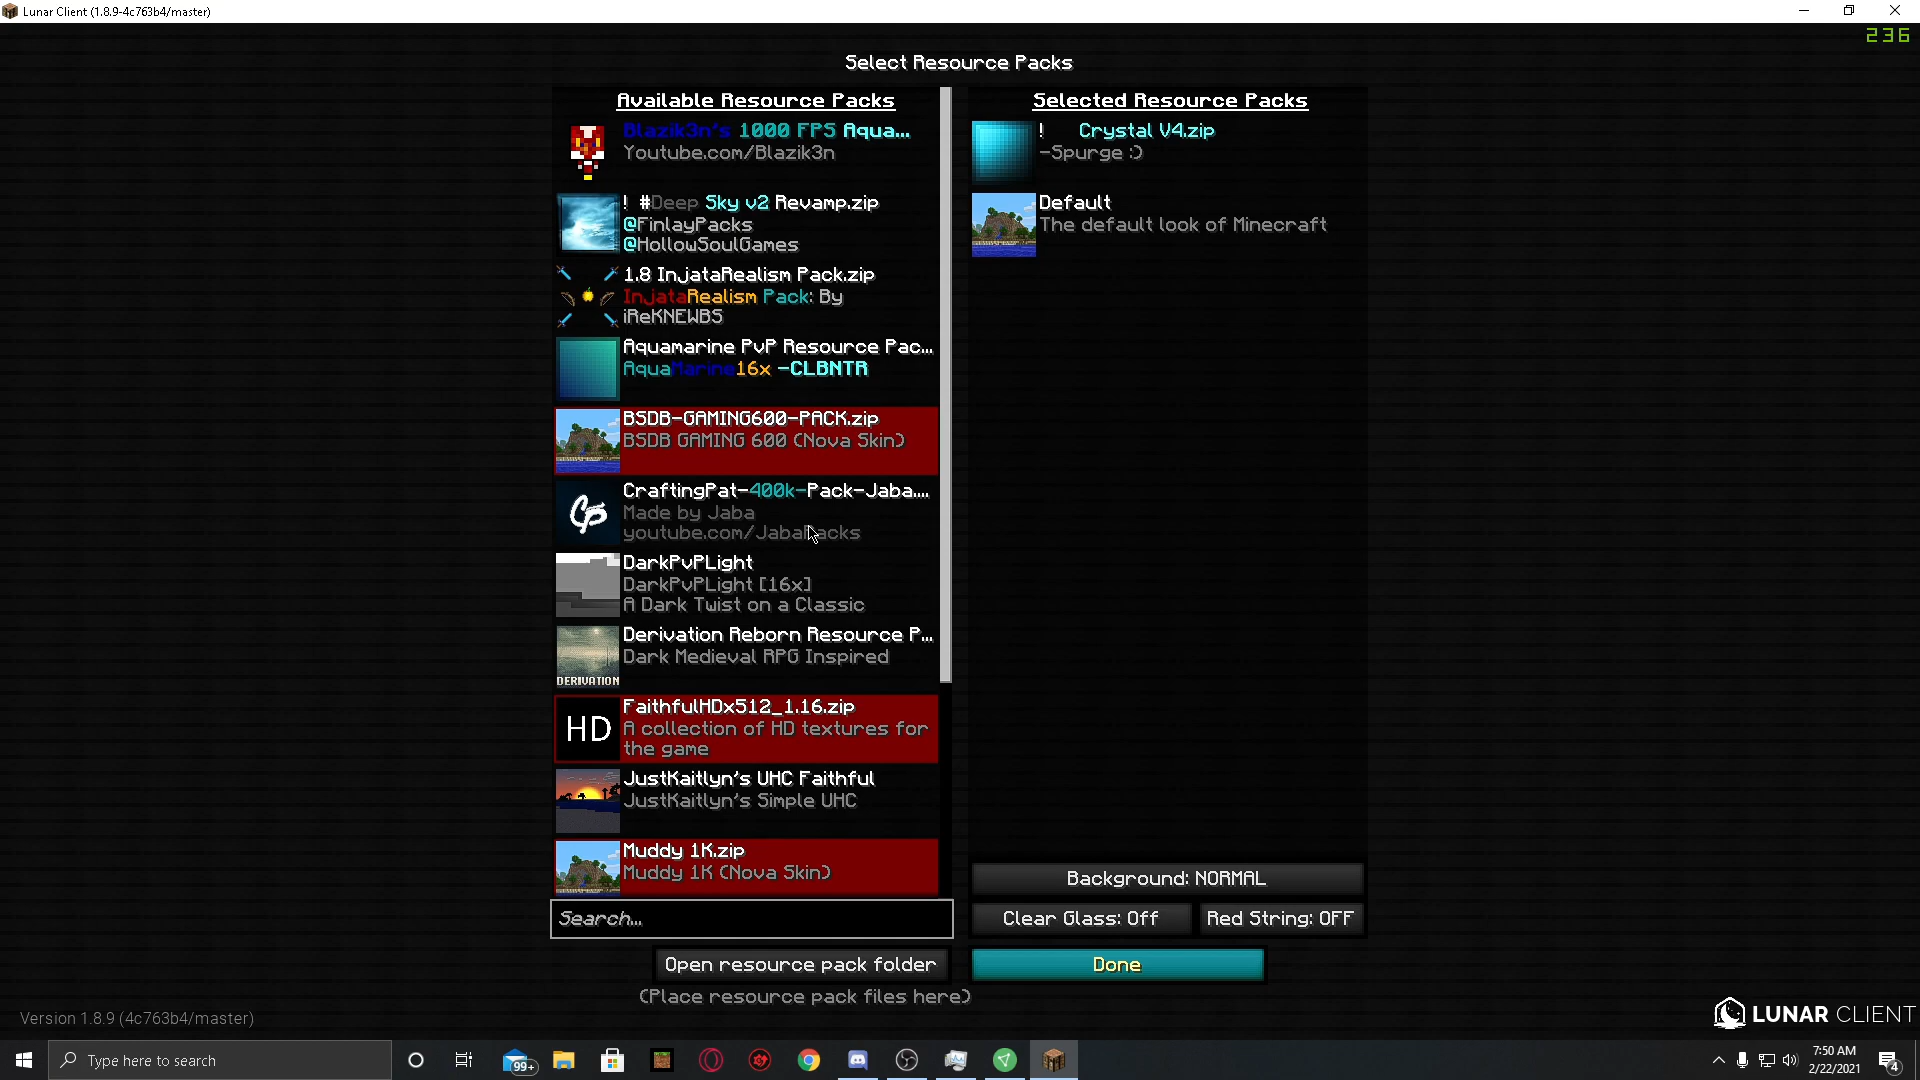 Lunar Client (1.8.9-4c763b4/master)
236
Select Resource Packs
Available Resource Packs
Blazik3n's 1000 FPS Aqua...
Youtube.com/Blazik3n
! #Deep Sky v2 Revamp.zip
@FinlayPacks
@HollowSoulGames
1.8 InjataRealism Pack.zip
InjataRealism Pack: By
iReKNEWBS
Aquamarine PvP Resource Pac...
AquaMarine16x -CLBNTR
BSDB-GAMING600-PACK.zip
BSDB GAMING 600 (Nova Skin)
CP
CraftingPat-400k-Pack-Jaba....
Made by Jaba
youtube.com/JabaPacks
DarkPvPLight
DarkPvPLight [16x]
A Dark Twist on a Classic
Derivation Reborn Resource P...
Dark Medieval RPG Inspired
DERIVATION
HD
FaithfulHDx512_1.16.zip
A collection of HD textures for
the game
JustKaitlyn's UHC Faithful
JustKaitlyn's Simple UHC
Muddy 1K.zip
Muddy 1K (Nova Skin)
Search...
Open resource pack folder
(Place resource pack files here)
Selected Resource Packs
! Crystal V4.zip
-Spurge :)
Default
The default look of Minecraft
Background: NORMAL
Clear Glass: Off
Red String: OFF
Done
Version 1.8.9 (4c763b4/master)
LUNAR CLIENT
Type here to search
99+
7:50 AM
2/22/2021
4